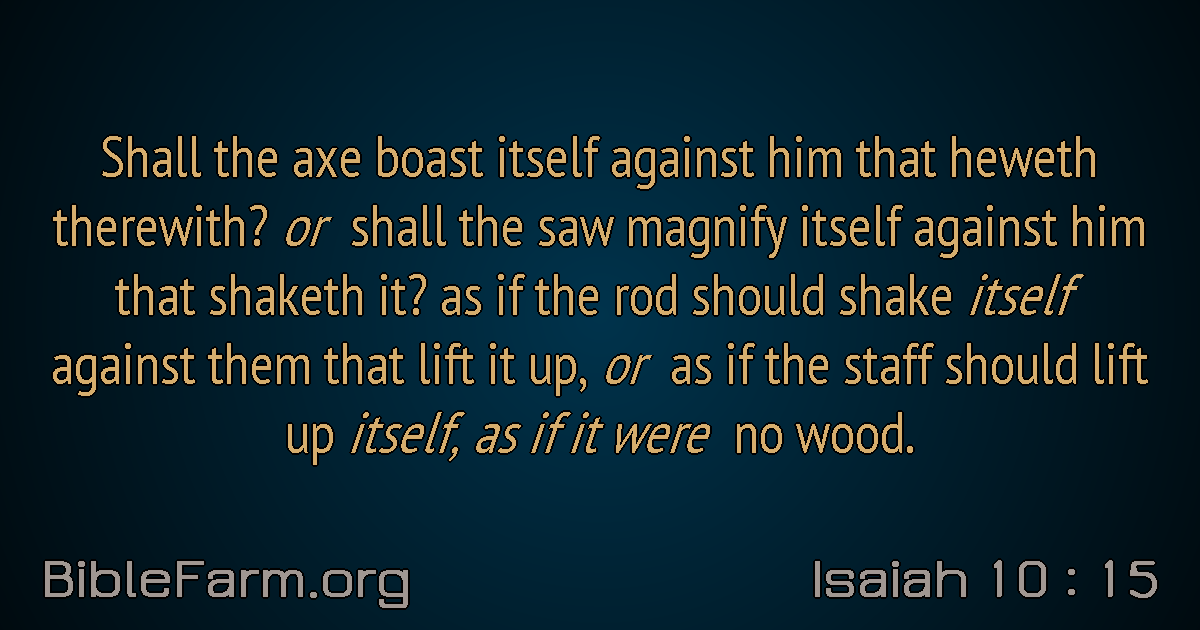 Shall the axe boast itself against him that heweth
therewith? or shall the saw magnify itself against him
that shaketh it? as if the rod should shake itself
against them that lift it up, or as if the staff should lift
up itself, as if it were no wood.
BibleFarm.org
Isaiah 10 : 15